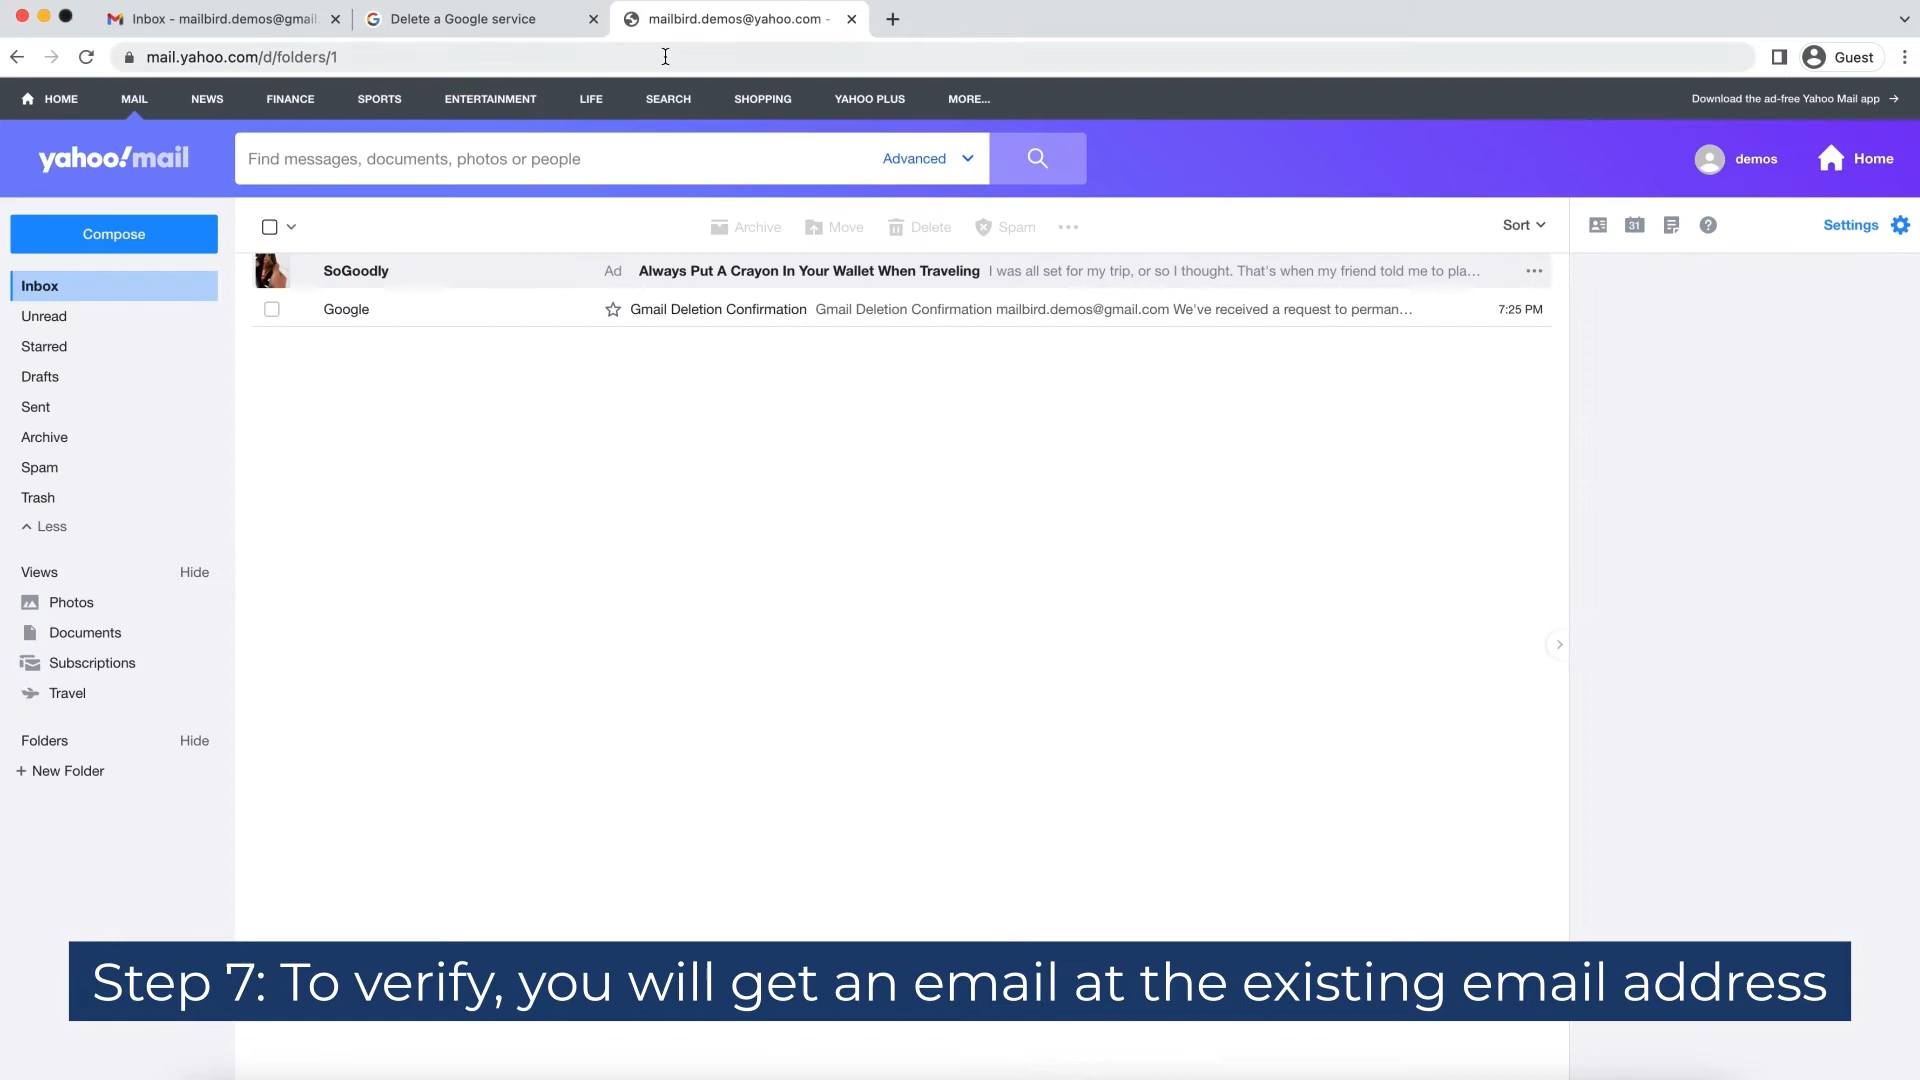 Inbox - mailbird.demos@gmail.
Delete a Google service
mailbird.demos@yahoo.com -
mail.yahoo.com/d/folders/1
Guest
HOME MAIL NEWS FINANCE SPORTS ENTERTAINMENT LIFE SEARCH SHOPPING YAHOO PLUS MORE... Download the ad-free Yahoo Mail app
yahoo!mail
Find messages, documents, photos or people
Advanced
demos
Home
Compose
Archive Move Delete Spam
Sort
31
Settings
SoGoodly Ad Always Put A Crayon In Your Wallet When Traveling I was all set for my trip, or so I thought. That's when my friend told me to pla...
Google Gmail Deletion Confirmation Gmail Deletion Confirmation mailbird.demos@gmail.com We've received a request to perman... 7:25 PM
Inbox
Unread
Starred
Drafts
Sent
Archive
Spam
Trash
Less
Views Hide
Photos
Documents
Subscriptions
Travel
Folders Hide
+ New Folder
Step 7: To verify, you will get an email at the existing email address